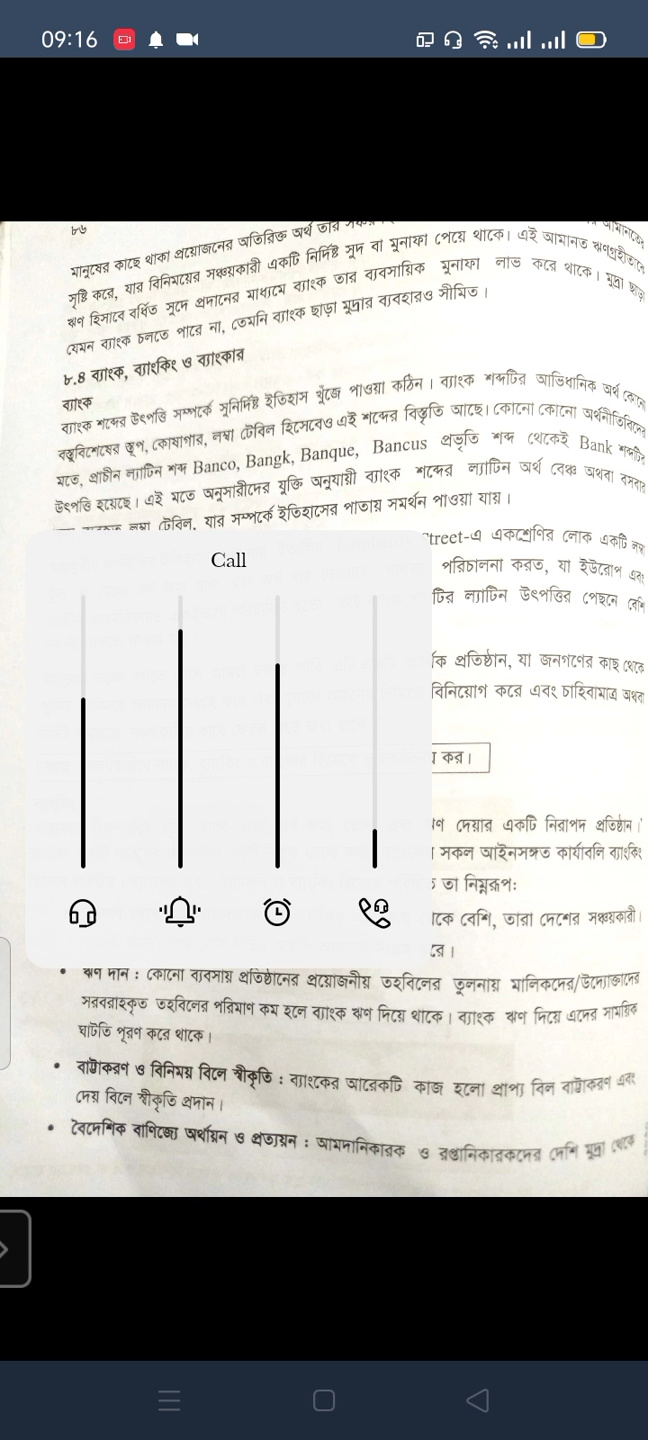 09:16
৮৬
মানুষের কাছে থাকা প্রয়োজনের অতিরিক্ত অর্থ তার আমানকের
সৃষ্টি করে, যার বিনিময়ের সঞ্চয়কারী একটি নির্দিষ্ট সুদ বা মুনাফা পেয়ে থাকে। এই আমানত ঋণগ্রহীতাকে
ঋণ হিসাবে বর্ধিত সুদে প্রদানের মাধ্যমে ব্যাংক তার ব্যবসায়িক মুনাফা লাভ করে থাকে। মুদ্রা ছাড়া
যেমন ব্যাংক চলতে পারে না, তেমনি ব্যাংক ছাড়া মুদ্রার ব্যবহারও সীমিত।
৮.৪ ব্যাংক, ব্যাংকিং ও ব্যাংকার
ব্যাংক
ব্যাংক শব্দের উৎপত্তি সম্পর্কে সুনির্দিষ্ট ইতিহাস খুঁজে পাওয়া কঠিন। ব্যাংক শব্দটির আভিধানিক অর্থ কোনো
বস্তুবিশেষের স্তূপ, কোষাগার, লম্বা টেবিল হিসেবেও এই শব্দের বিস্তৃতি আছে। কোনো কোনো অর্থনীতিবিদের
মতে, প্রাচীন ল্যাটিন শব্দ Banco, Bangk, Banque, Bancus প্রভৃতি শব্দ থেকেই Bank শব্দটির
উৎপত্তি হয়েছে। এই মতে অনুসারীদের যুক্তি অনুযায়ী ব্যাংক শব্দের ল্যাটিন অর্থ বেঞ্চ অথবা বসবার
লম্বা টেবিল, যার সম্পর্কে ইতিহাসের পাতায় সমর্থন পাওয়া যায়।
Street-এ একশ্রেণির লোক একটি লম্বা
পরিচালনা করত, যা ইউরোপ এবং
টির ল্যাটিন উৎপত্তির পেছনে বেশি
র্ক প্রতিষ্ঠান, যা জনগণের কাছ থেকে
বিনিয়োগ করে এবং চাহিবামাত্র অথবা
কর।
ণ দেয়ার একটি নিরাপদ প্রতিষ্ঠান।
সকল আইনসঙ্গত কার্যাবলি ব্যাংকিং
তা নিম্নরূপ:
কে বেশি, তারা দেশের সঞ্চয়কারী।
রে।
Call
• ঋণ দান : কোনো ব্যবসায় প্রতিষ্ঠানের প্রয়োজনীয় তহবিলের তুলনায় মালিকদের/উদ্যোক্তাদের
সরবরাহকৃত তহবিলের পরিমাণ কম হলে ব্যাংক ঋণ দিয়ে থাকে। ব্যাংক ঋণ দিয়ে এদের সাময়িক
ঘাটতি পূরণ করে থাকে।
• বাট্টাকরণ ও বিনিময় বিলে স্বীকৃতি : ব্যাংকের আরেকটি কাজ হলো প্রাপ্য বিল বাট্টাকরণ এবং
দেয় বিলে স্বীকৃতি প্রদান।
• বৈদেশিক বাণিজ্যে অর্থায়ন ও প্রত্যয়ন : আমদানিকারক ও রপ্তানিকারকদের দেশি মুদ্রা থেকে